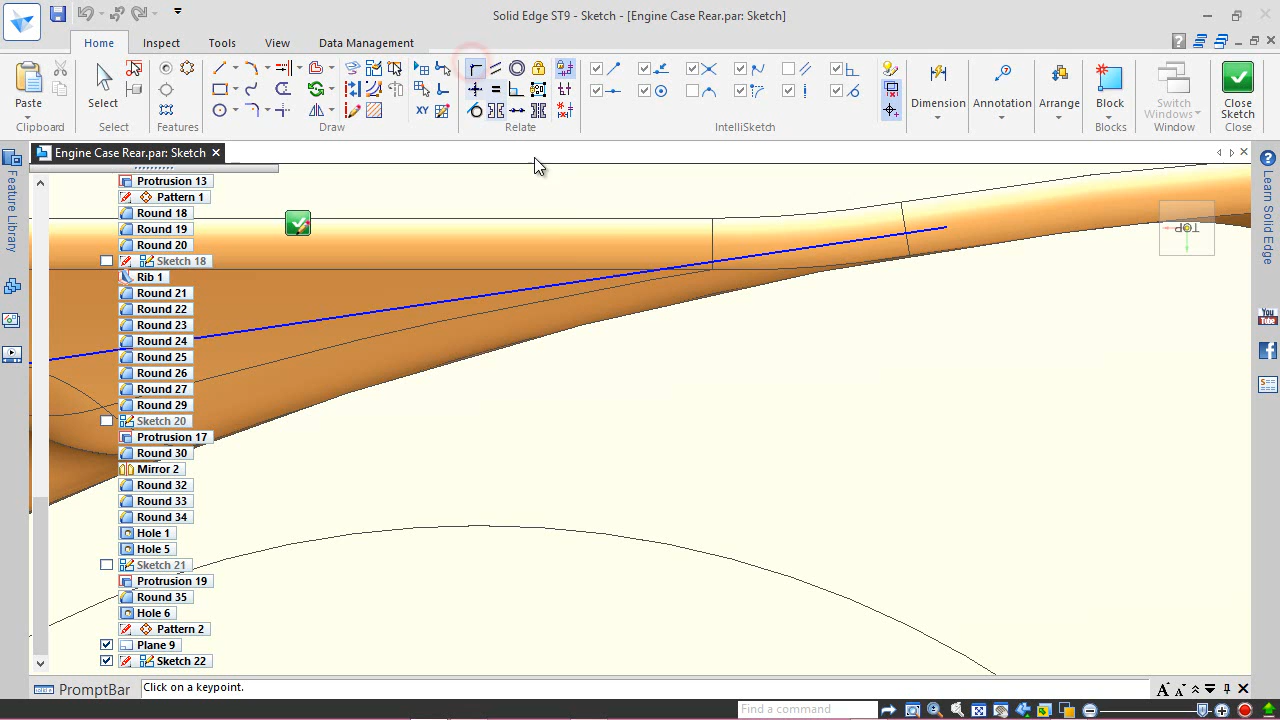 Solid Edge ST9 - Sketch - [Engine Case Rear.par: Sketch]
Home Inspect Tools View Data Management
Paste
Clipboard
Select
Select
Features
Draw
XY
Relate
IntelliSketch
Dimension
Annotation
Arrange
Block
Blocks
Switch Windows
Window
Close Sketch
Close
Engine Case Rear.par: Sketch
Feature Library
Learn Solid Edge
You Tube
TOP
Protrusion 13
Pattern 1
Round 18
Round 19
Round 20
Sketch 18
Rib 1
Round 21
Round 22
Round 23
Round 24
Round 25
Round 26
Round 27
Round 29
Sketch 20
Protrusion 17
Round 30
Mirror 2
Round 32
Round 33
Round 34
Hole 1
Hole 5
Sketch 21
Protrusion 19
Round 35
Hole 6
Pattern 2
Plane 9
Sketch 22
PromptBar
Click on a keypoint.
A A
Find a command